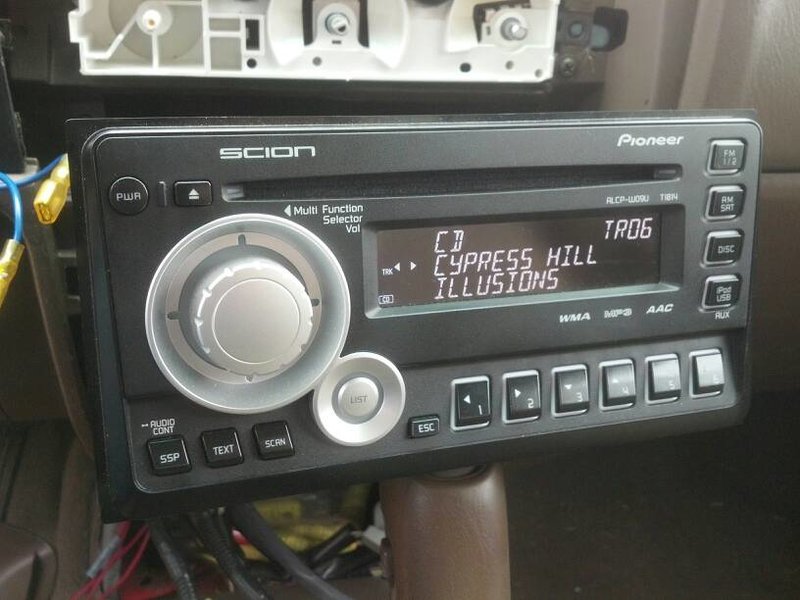 SCION
Pioneer
PWR
FM
1/2
Multi Function
Selector
Vol
ALCP-W09U T1814
AM
SAT
CD TR06
CYPRESS HILL
TRK
ILLUSIONS
CD
DISC
iPod
USB
AUX
WMA MP3 AAC
LIST
1
2
3
4
5
ESC
AUDIO
CONT
SSP
TEXT
SCAN